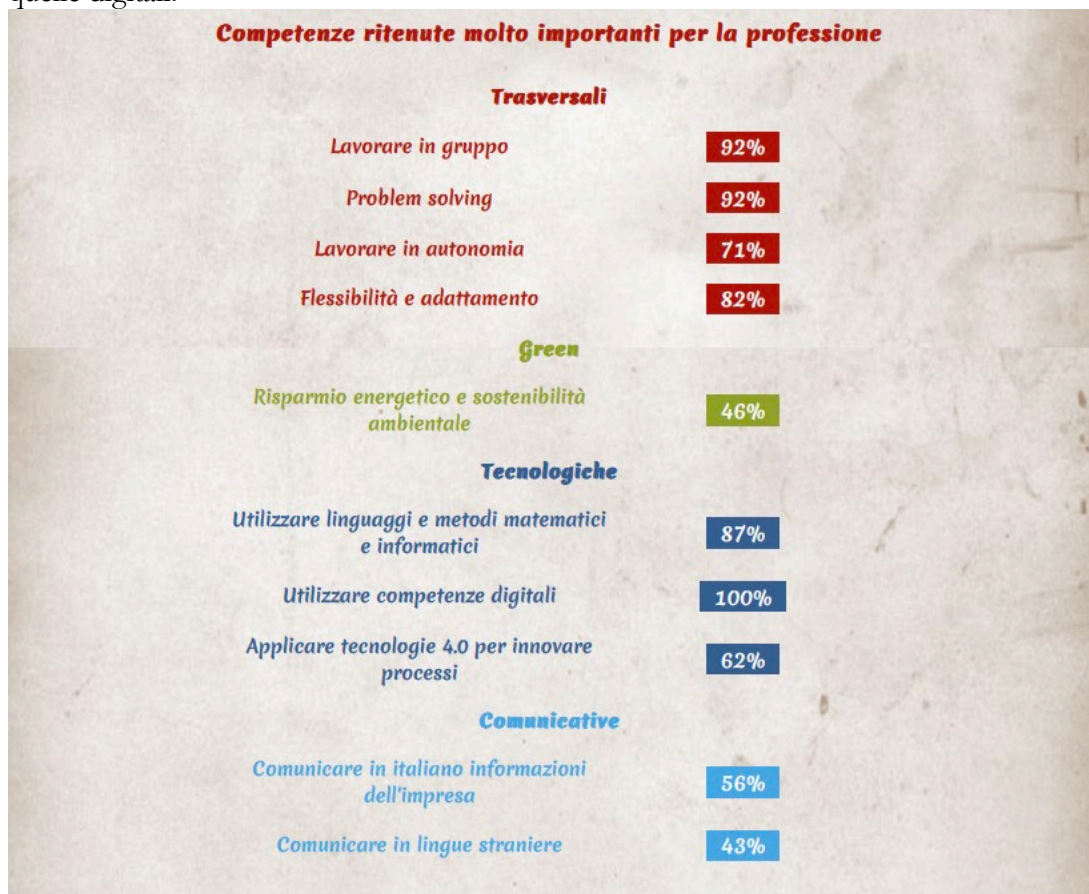 quelle digitali.
Competenze ritenute molto importanti per la professione
Trasversali
Lavorare in gruppo 92%
Problem solving 92%
Lavorare in autonomia 71%
Flessibilità e adattamento 82%
Green
Risparmio energetico e sostenibilità
ambientale
46%
Tecnologiche
Utilizzare linguaggi e metodi matematici
e informatici
87%
Utilizzare competenze digitali 100%
Applicare tecnologie 4.0 per innovare
processi
62%
Comunicative
Comunicare in italiano informazioni
dell'impresa
56%
Comunicare in lingue straniere 43%